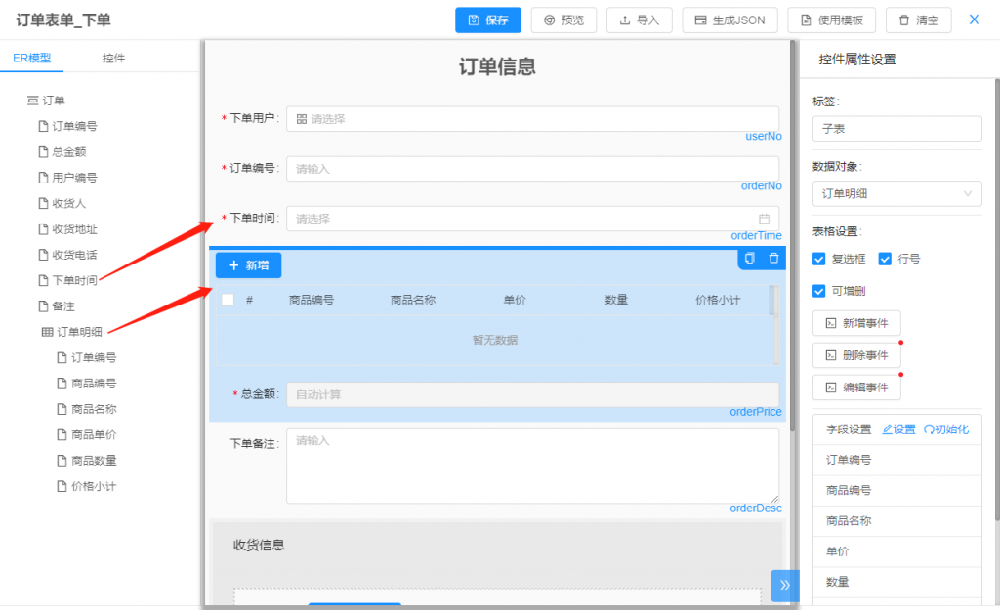 订单表单_下单
保存 预览 导入 生成JSON 使用模板 清空 X
ER模型 控件
订单
订单编号
总金额
用户编号
收货人
收货地址
收货电话
下单时间
备注
订单明细
订单编号
商品编号
商品名称
商品单价
商品数量
价格小计
订单信息
* 下单用户: 请选择
userNo
* 订单编号: 请输入
orderNo
* 下单时间: 请选择
orderTime
+ 新增
# 商品编号 商品名称 单价 数量 价格小计
暂无数据
* 总金额: 自动计算
orderPrice
下单备注: 请输入
orderDesc
收货信息
控件属性设置
标签:
子表
数据对象:
订单明细
表格设置:
复选框 行号
可增删
新增事件
删除事件
编辑事件
字段设置 设置 初始化
订单编号
商品编号
商品名称
单价
数量